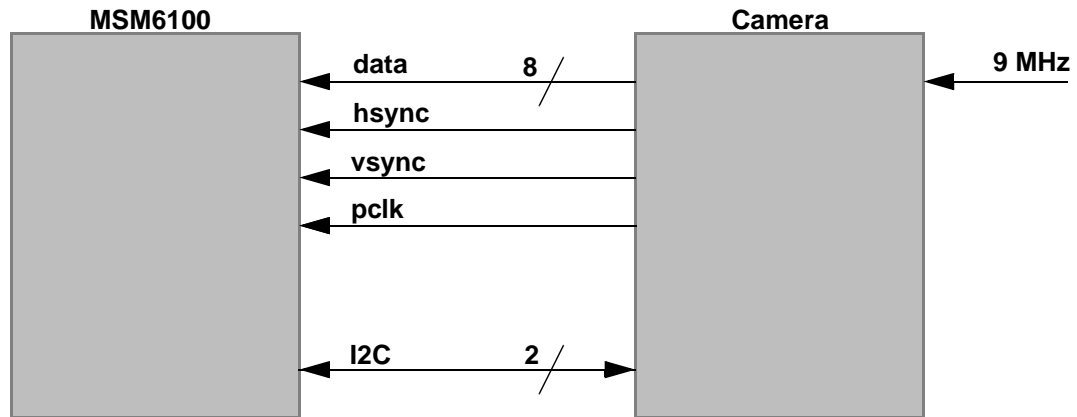 MSM6100
Camera
data 8
9 MHz
hsync
vsync
pclk
I2C 2